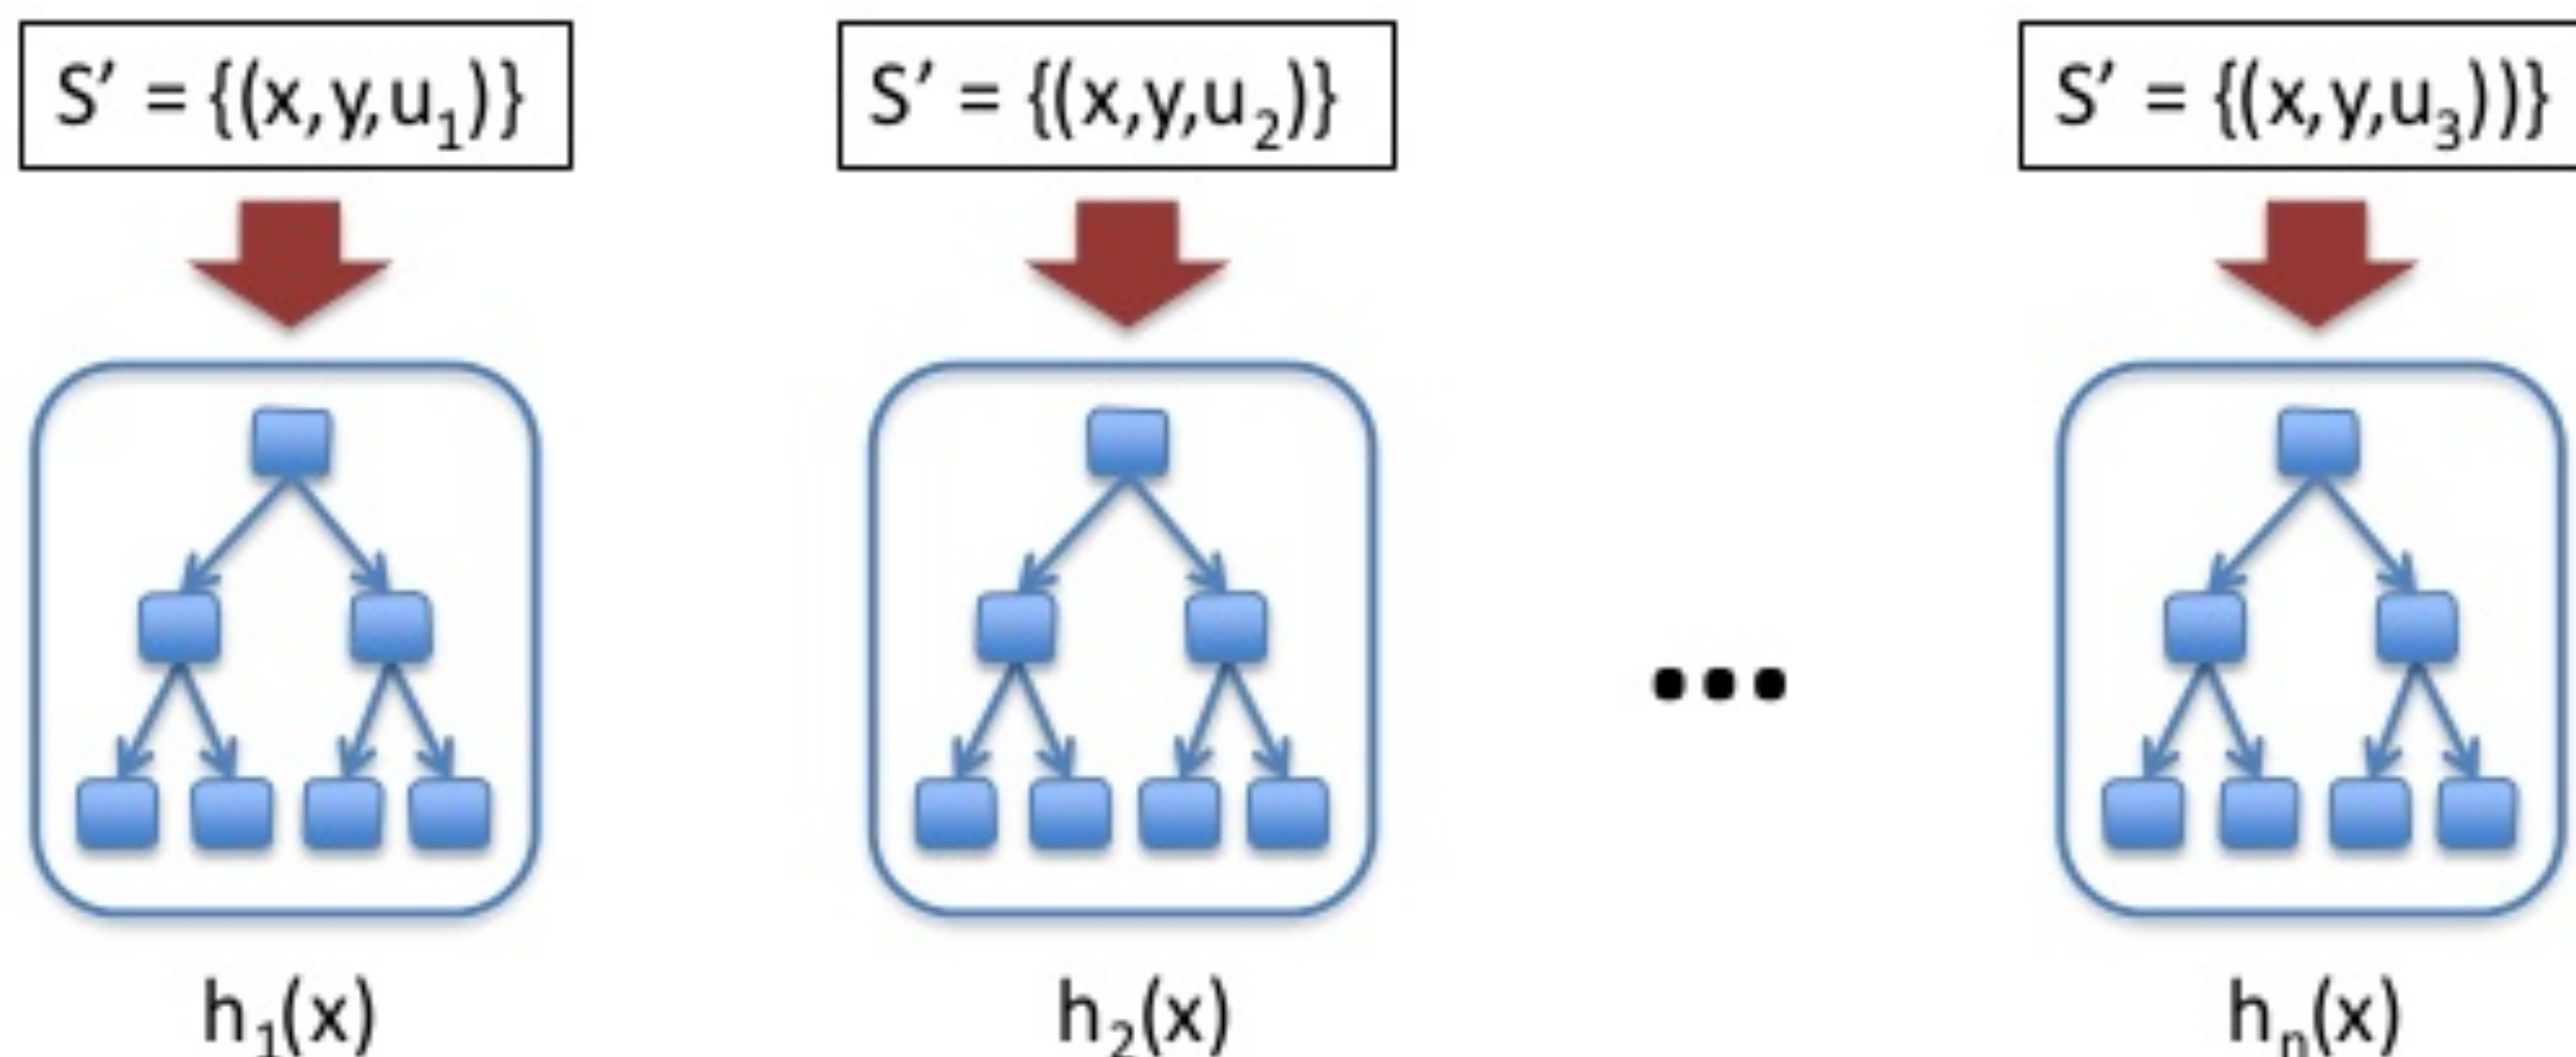 S’ = {(x,y,u₁)}
S’ = {(x,y,u₂)}
S’ = {(x,y,u₃))}
...
h₁(x)
h₂(x)
hₙ(x)